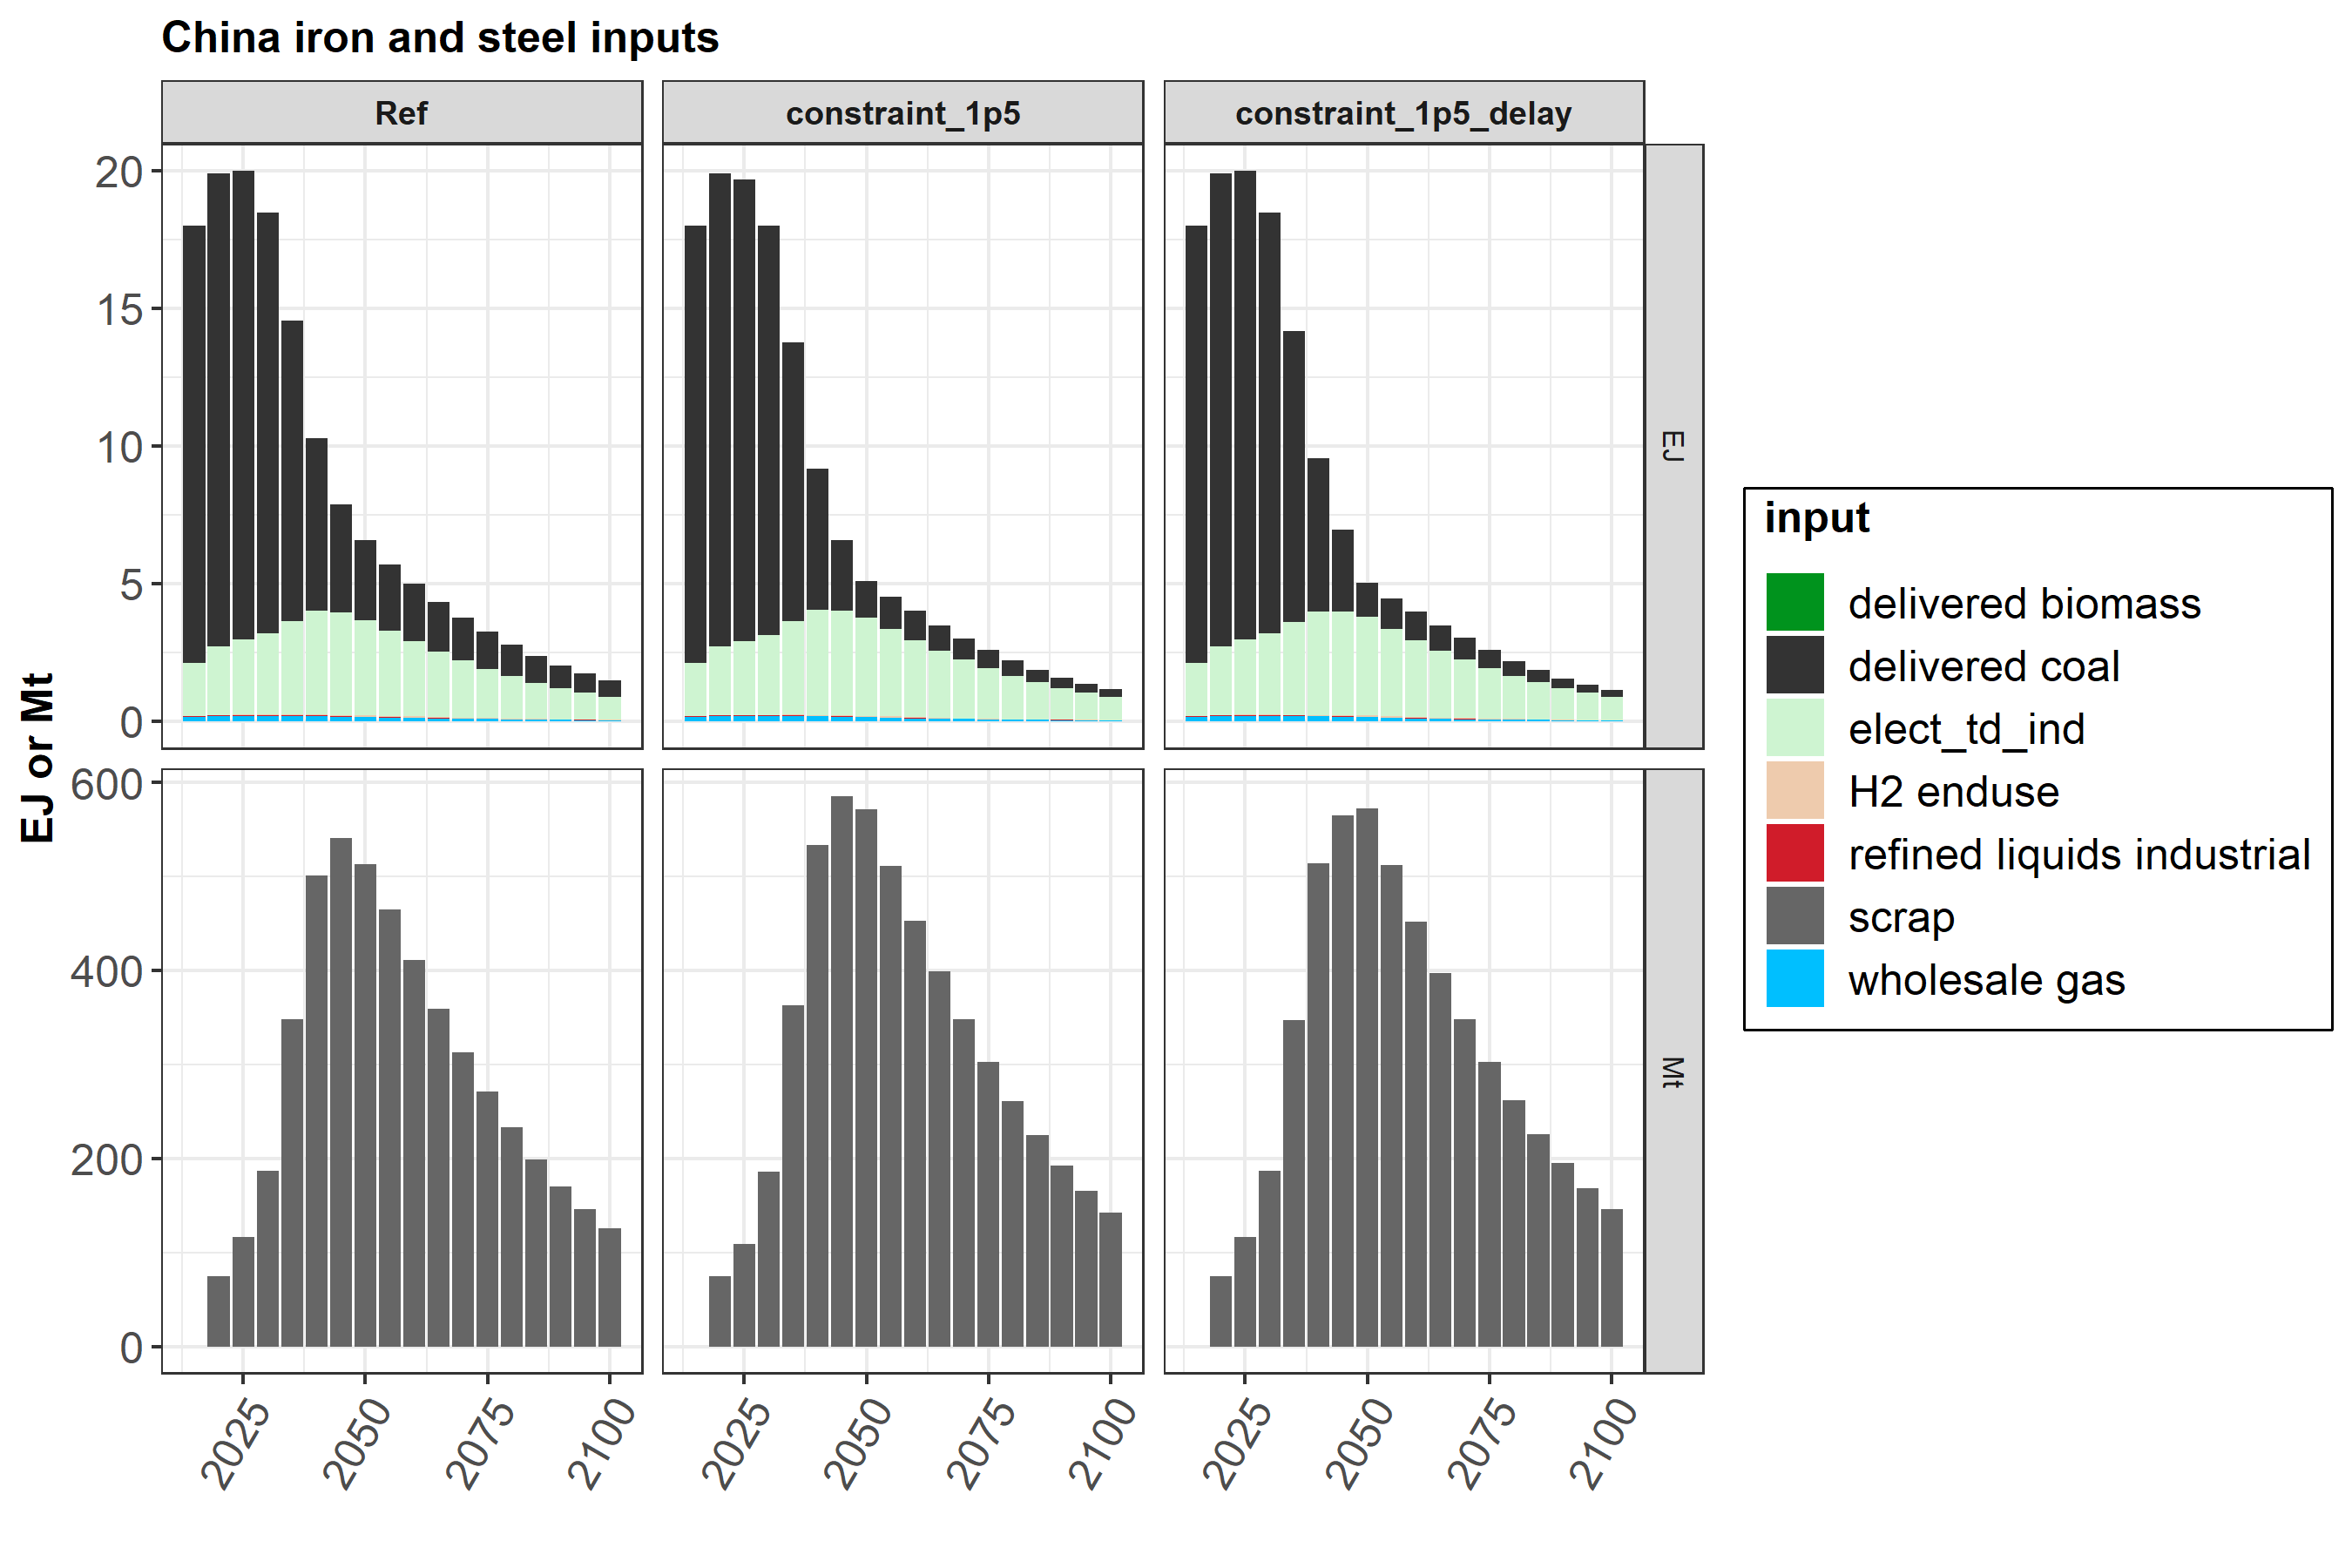 China iron and steel inputs
Ref constraint_1p5 constraint_1p5_delay
20
15
10
5
0
EJ
600
400
200
0
Mt
EJ or Mt
2025 2050 2075 2100 2025 2050 2075 2100 2025 2050 2075 2100
input
delivered biomass
delivered coal
elect_td_ind
H2 enduse
refined liquids industrial
scrap
wholesale gas